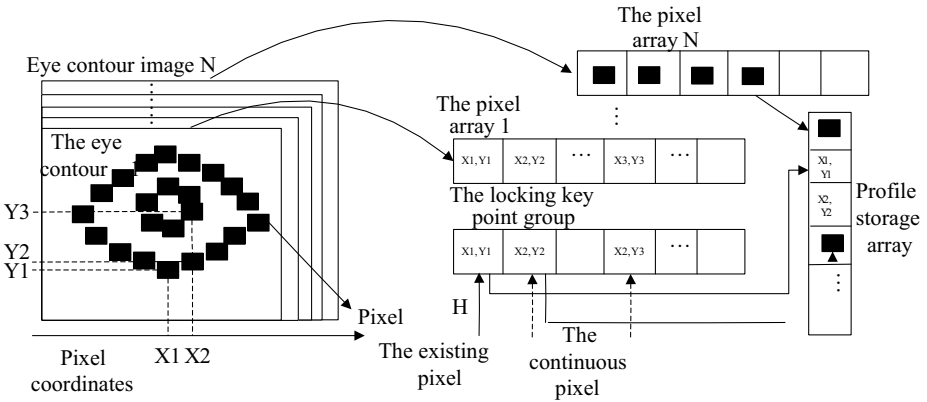 The pixel
array N
Eye contour image N
The pixel
array 1
The eye
contour
X1,Y1 X2,Y2 ... X3,Y3 ...
X1,
Y1
X2,
Y2
The locking key
point group
Profile
storage
array
Y3
Y2
Y1
X1,Y1 X2,Y2 X2,Y3 ...
H
Pixel
X1 X2
The existing
pixel
The
continuous
pixel
Pixel
coordinates